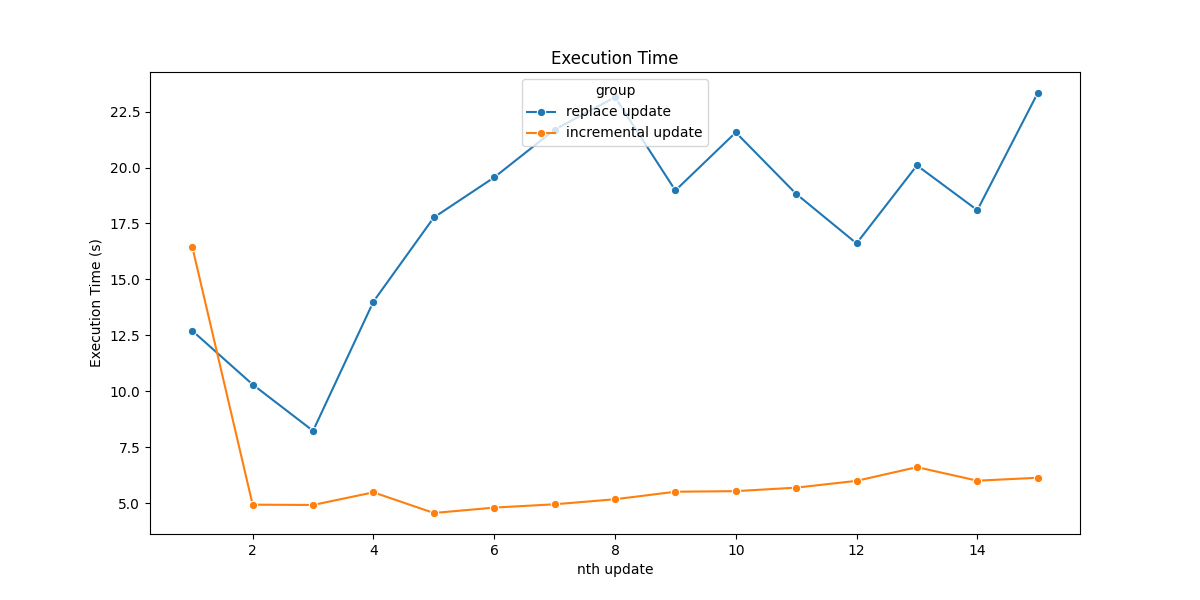 Execution Time
group
replace update
incremental update
Execution Time (s)
22.5
20.0
17.5
15.0
12.5
10.0
7.5
5.0
2 4 6 8 10 12 14
nth update